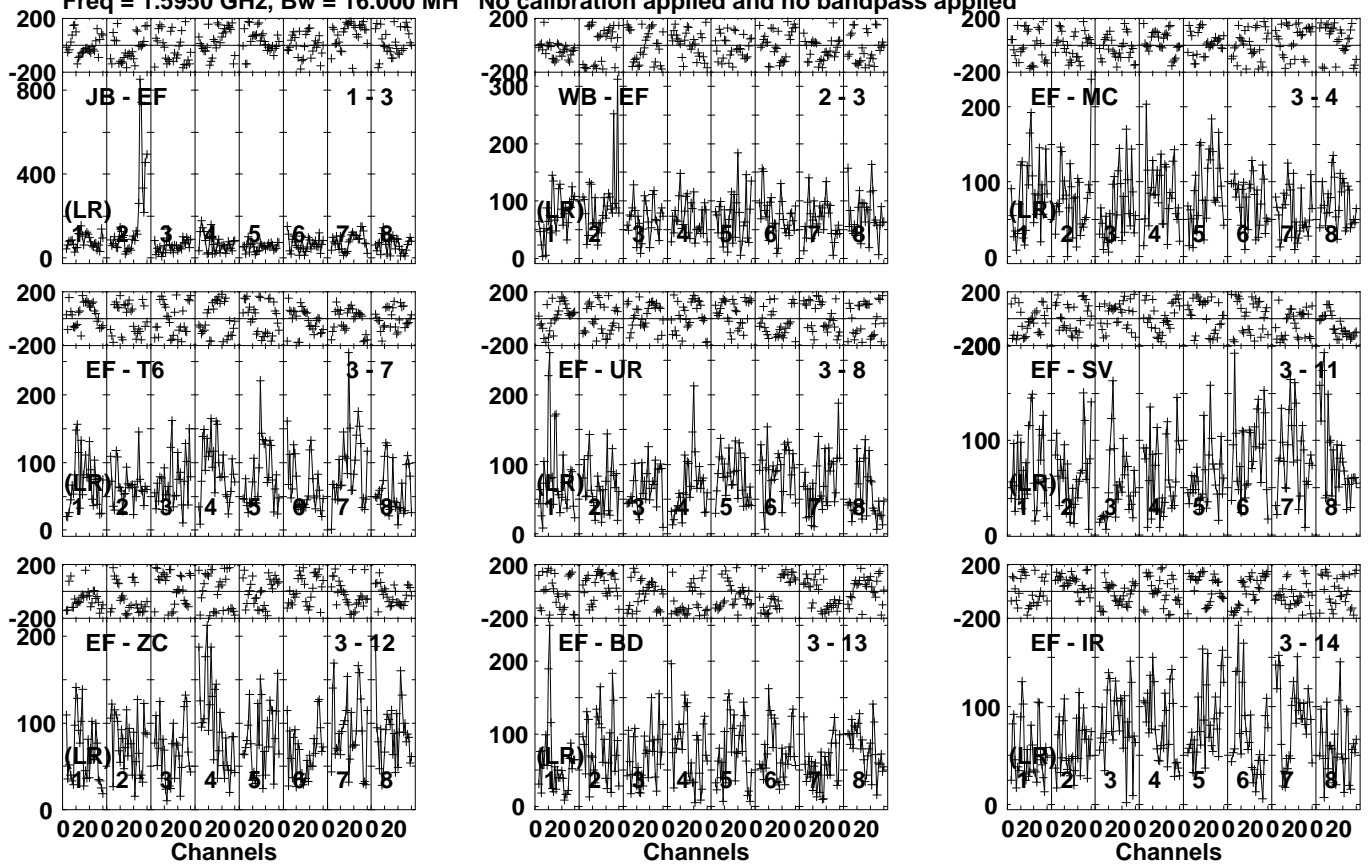 Freq = 1.5950 GHz, Bw = 16.000 MH No calibration applied and no bandpass applied
200
-200
800
400
0
JB - EF 1 - 3
(LR)
1 2 3 4 5 6 7 8
200
-200
300
200
100
0
WB - EF 2 - 3
(LR)
1 2 3 4 5 6 7 8
200
-200
200
100
0
EF - MC 3 - 4
(LR)
1 2 3 4 5 6 7 8
200
-200
200
100
0
EF - T6 3 - 7
(LR)
1 2 3 4 5 6 7 8
200
-200
200
100
0
EF - UR 3 - 8
(LR)
1 2 3 4 5 6 7 8
200
-200
200
100
0
EF - SV 3 - 11
(LR)
1 2 3 4 5 6 7 8
200
-200
200
100
0
EF - ZC 3 - 12
(LR)
1 2 3 4 5 6 7 8
0 20 0 20 0 20 0 20 0 20 0 20 0 20 0 20
Channels
200
-200
200
100
0
EF - BD 3 - 13
(LR)
1 2 3 4 5 6 7 8
0 20 0 20 0 20 0 20 0 20 0 20 0 20 0 20
Channels
200
-200
200
100
0
EF - IR 3 - 14
(LR)
1 2 3 4 5 6 7 8
0 20 0 20 0 20 0 20 0 20 0 20 0 20 0 20
Channels